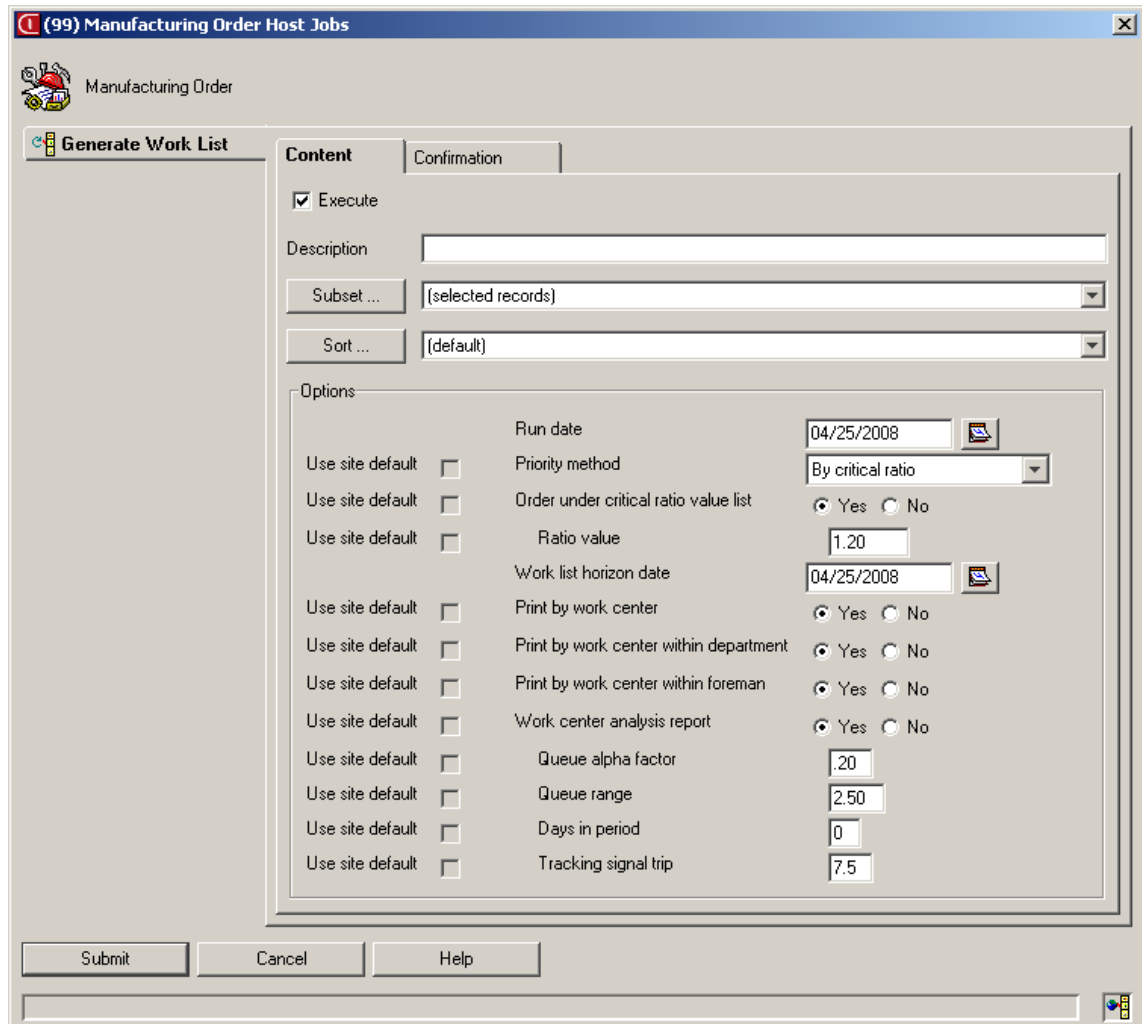 (99) Manufacturing Order Host Jobs
Manufacturing Order
Generate Work List
Content Confirmation
Execute
Description
Subset ... (selected records)
Sort ... (default)
Options
Run date 04/25/2008
Use site default Priority method By critical ratio
Use site default Order under critical ratio value list Yes No
Use site default Ratio value 1.20
Work list horizon date 04/25/2008
Use site default Print by work center Yes No
Use site default Print by work center within department Yes No
Use site default Print by work center within foreman Yes No
Use site default Work center analysis report Yes No
Use site default Queue alpha factor .20
Use site default Queue range 2.50
Use site default Days in period 0
Use site default Tracking signal trip 7.5
Submit Cancel Help